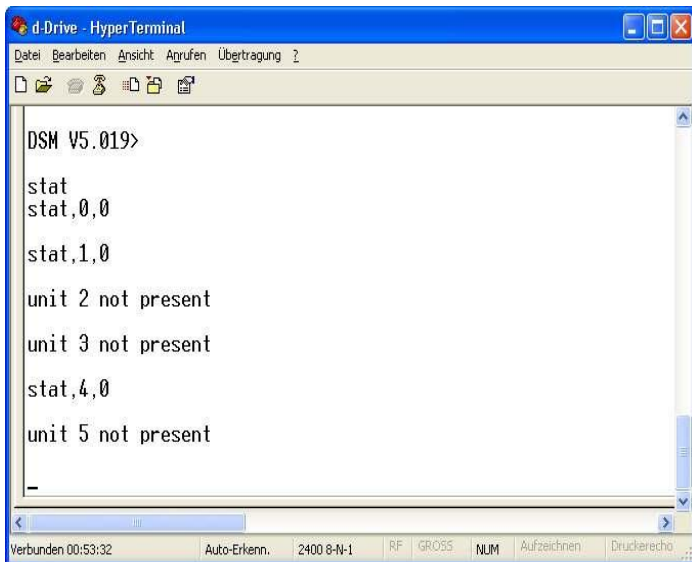 d-Drive - HyperTerminal
Datei Bearbeiten Ansicht Anrufen Übertragung ?
DSM V5.019>
stat
stat,0,0
stat,1,0
unit 2 not present
unit 3 not present
stat,4,0
unit 5 not present
Verbunden 00:53:32 Auto-Erkenn. 2400 8-N-1 RF GROSS NUM Aufzeichnen Druckerecho